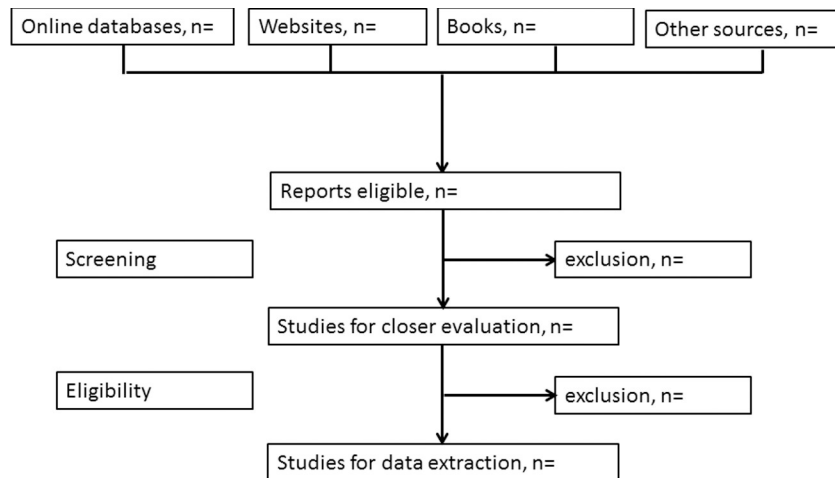 Online databases, n=
Websites, n=
Books, n=
Other sources, n=
Reports eligible, n=
Screening
exclusion, n=
Studies for closer evaluation, n=
Eligibility
exclusion, n=
Studies for data extraction, n=